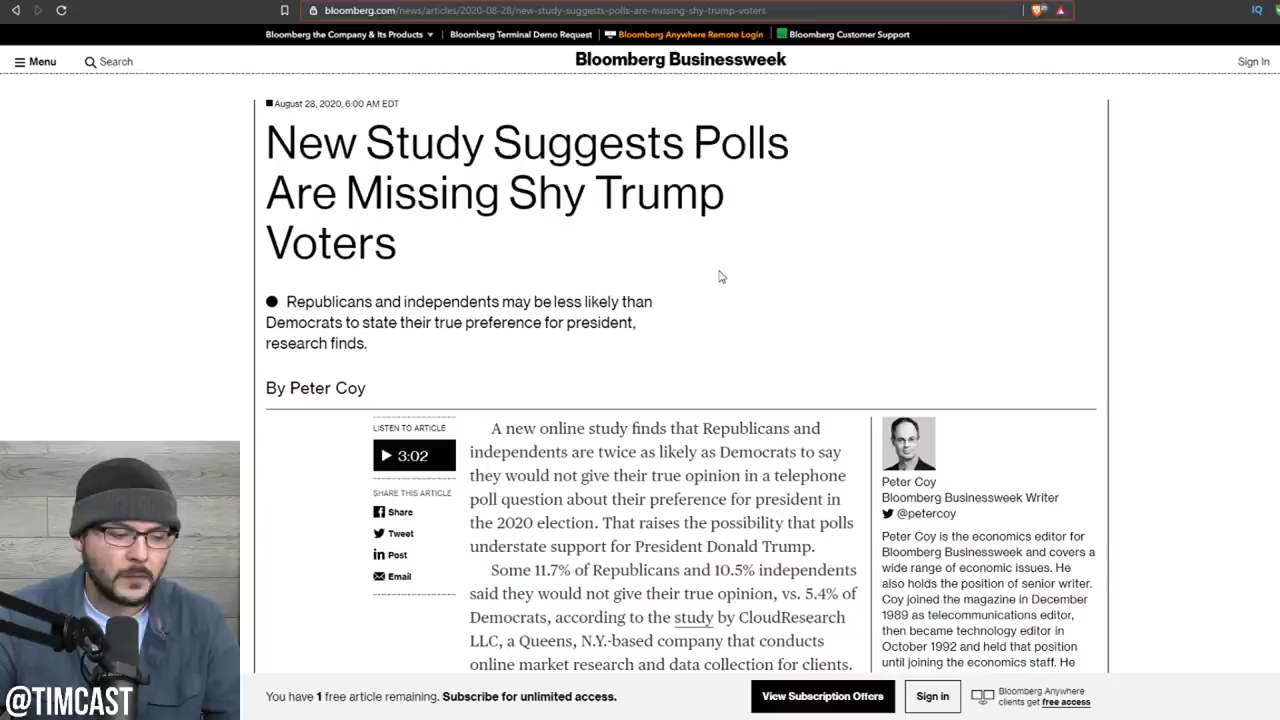 bloomberg.com/news/articles/2020-08-28/new-study-suggests-polls-are-missing-shy-trump-voters
Bloomberg the Company & Its Products ▼
Bloomberg Terminal Demo Request
Bloomberg Anywhere Remote Login
Bloomberg Customer Support
Menu
Search
Bloomberg Businessweek
Sign In
August 28, 2020, 6:00 AM EDT
New Study Suggests Polls
Are Missing Shy Trump
Voters
● Republicans and independents may be less likely than
Democrats to state their true preference for president,
research finds.
By Peter Coy
LISTEN TO ARTICLE
3:02
SHARE THIS ARTICLE
Share
Tweet
Post
Email
A new online study finds that Republicans and
independents are twice as likely as Democrats to say
they would not give their true opinion in a telephone
poll question about their preference for president in
the 2020 election. That raises the possibility that polls
understate support for President Donald Trump.
Some 11.7% of Republicans and 10.5% independents
said they would not give their true opinion, vs. 5.4% of
Democrats, according to the study by CloudResearch
LLC, a Queens, N.Y.-based company that conducts
online market research and data collection for clients.
Peter Coy
Bloomberg Businessweek Writer
@petercoy
Peter Coy is the economics editor for
Bloomberg Businessweek and covers a
wide range of economic issues. He
also holds the position of senior writer.
Coy joined the magazine in December
1989 as telecommunications editor,
then became technology editor in
October 1992 and held that position
until joining the economics staff. He
You have 1 free article remaining. Subscribe for unlimited access.
View Subscription Offers
Sign in
Bloomberg Anywhere
clients get free access
@TIMCAST